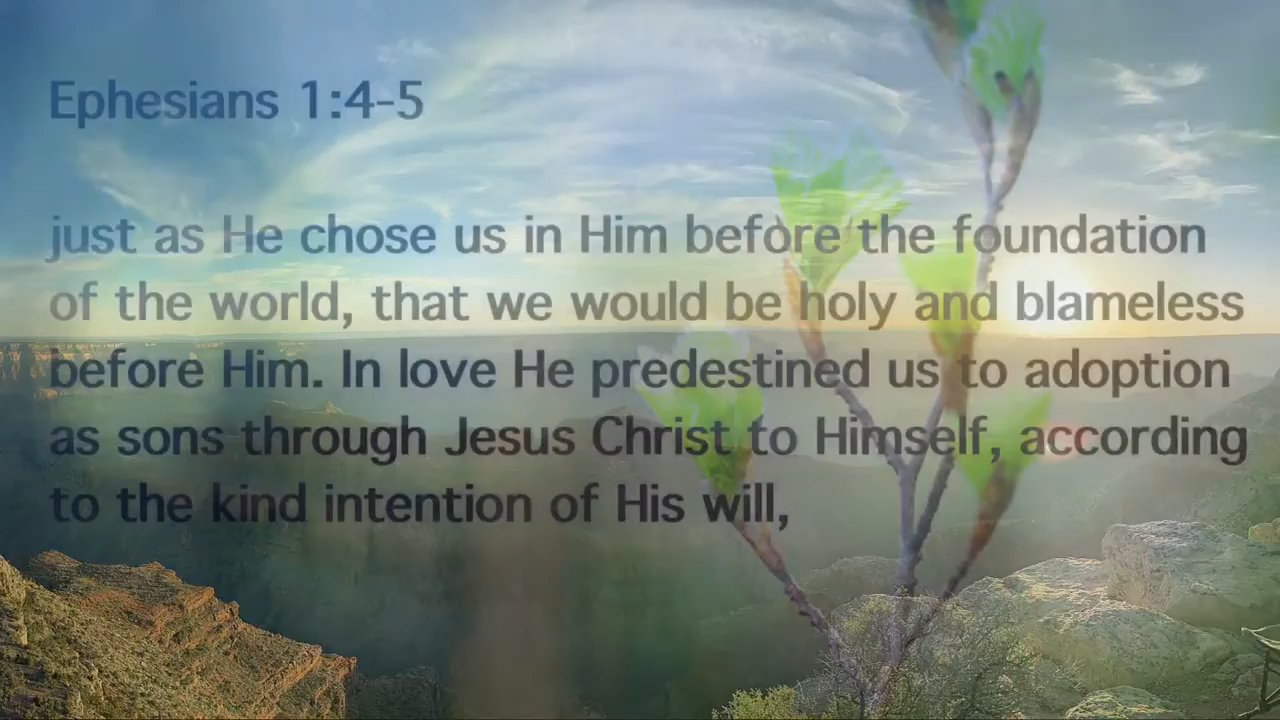 Ephesians 1:4-5
just as He chose us in Him before the foundation
of the world, that we would be holy and blameless
before Him. In love He predestined us to adoption
as sons through Jesus Christ to Himself, according
to the kind intention of His will,